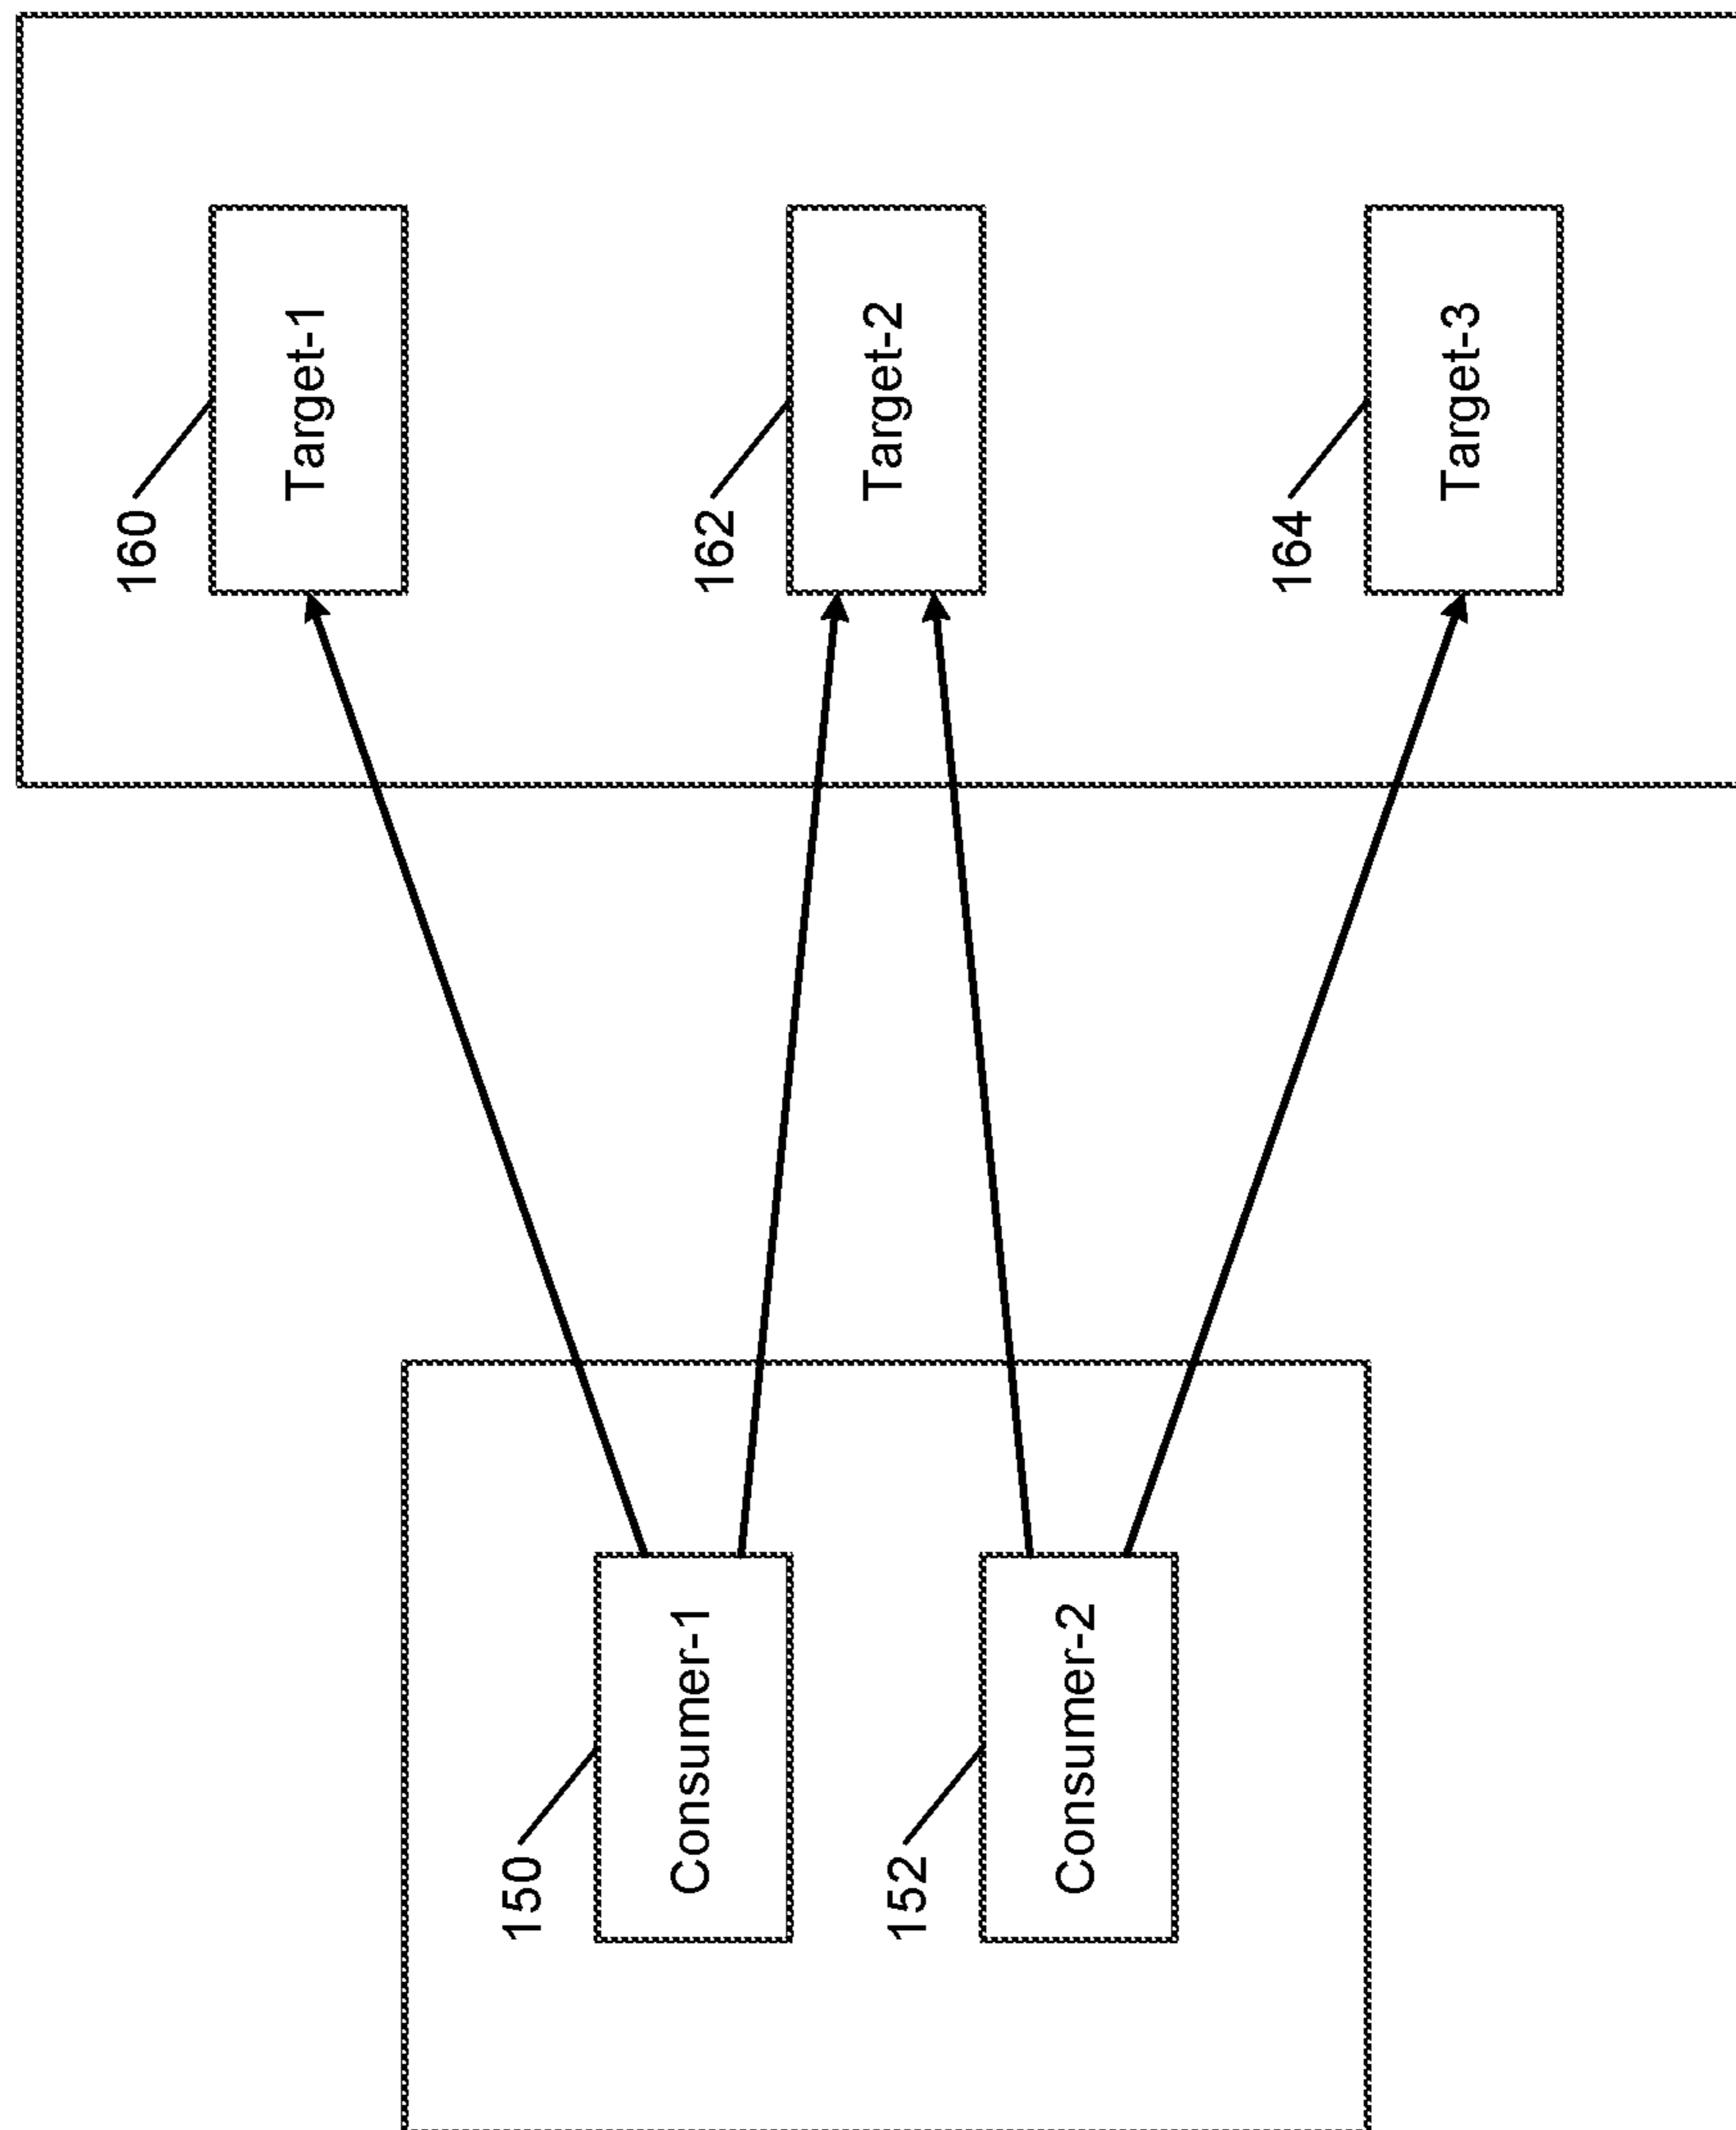 150
Consumer-1
152
Consumer-2
160
Target-1
162
Target-2
164
Target-3